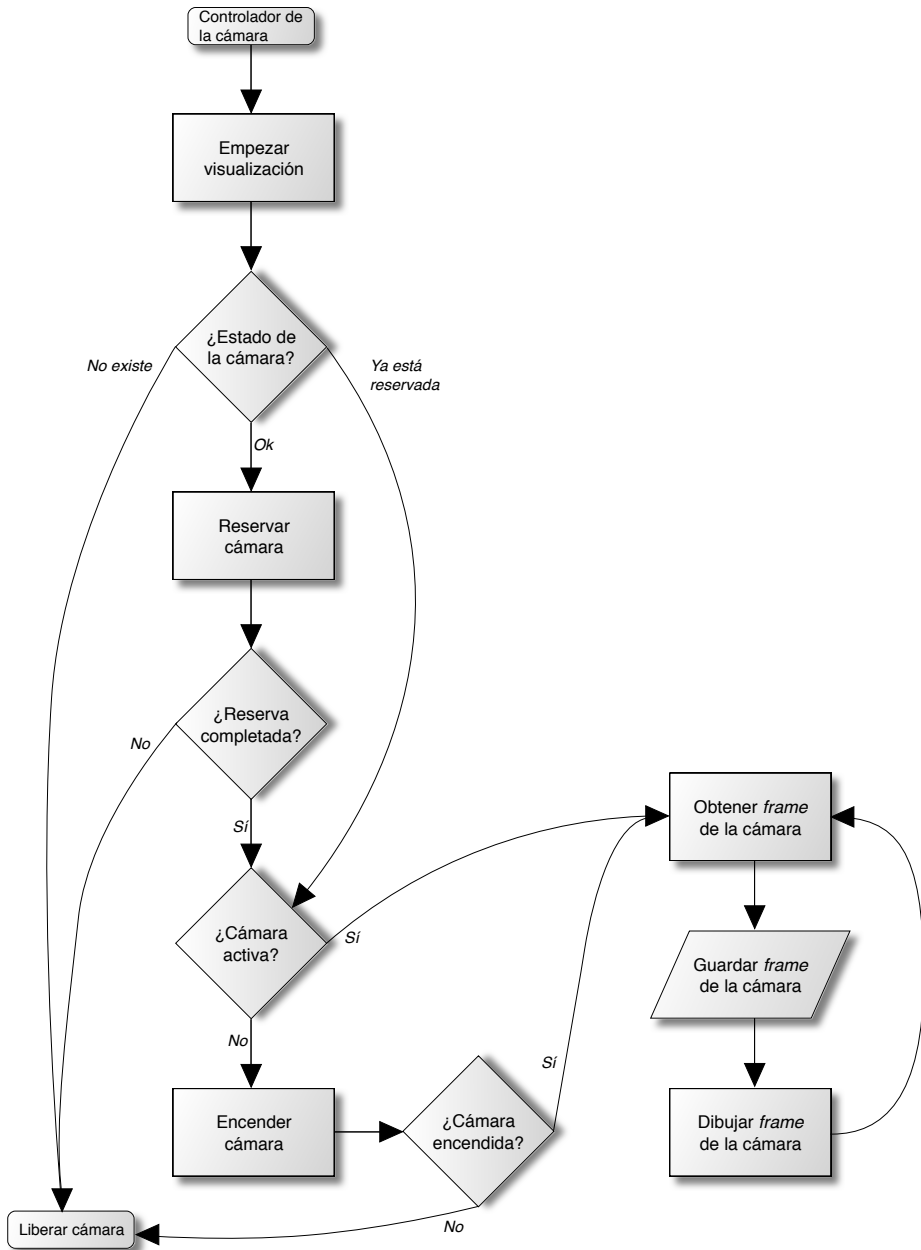 Controlador de
la cámara
Empezar
visualización
¿Estado de
la cámara?
No existe
Ya está
reservada
Ok
Reservar
cámara
¿Reserva
completada?
No
Sí
¿Cámara
activa?
Sí
No
Encender
cámara
¿Cámara
encendida?
Sí
No
Liberar cámara
Obtener frame
de la cámara
Guardar frame
de la cámara
Dibujar frame
de la cámara